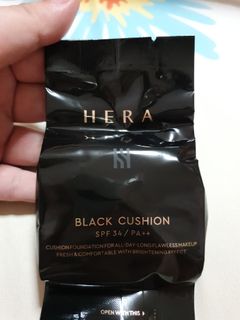 HERA
BLACK CUSHION
SPF 34 / PA++
CUSHION FOUNDATION FOR ALL-DAY-LONG FLAWLESS MAKEUP
FRESH & COMFORTABLE WITH BRIGHTENING EFFECT
OPEN WITH THIS